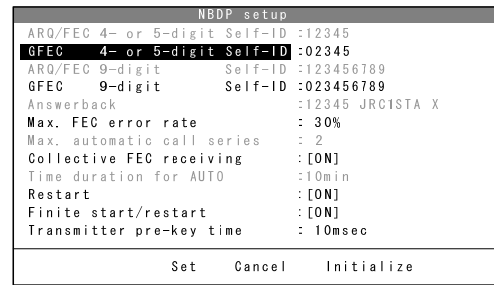 NBDP setup
ARQ/FEC 4- or 5-digit Self-ID :12345
GFEC 4- or 5-digit Self-ID :02345
ARQ/FEC 9-digit Self-ID :123456789
GFEC 9-digit Self-ID :023456789
Answerback :12345 JRC1STA X
Max. FEC error rate : 30%
Max. automatic call series : 2
Collective FEC receiving :[ON]
Time duration for AUTO :10min
Restart :[ON]
Finite start/restart :[ON]
Transmitter pre-key time : 10msec
Set Cancel Initialize